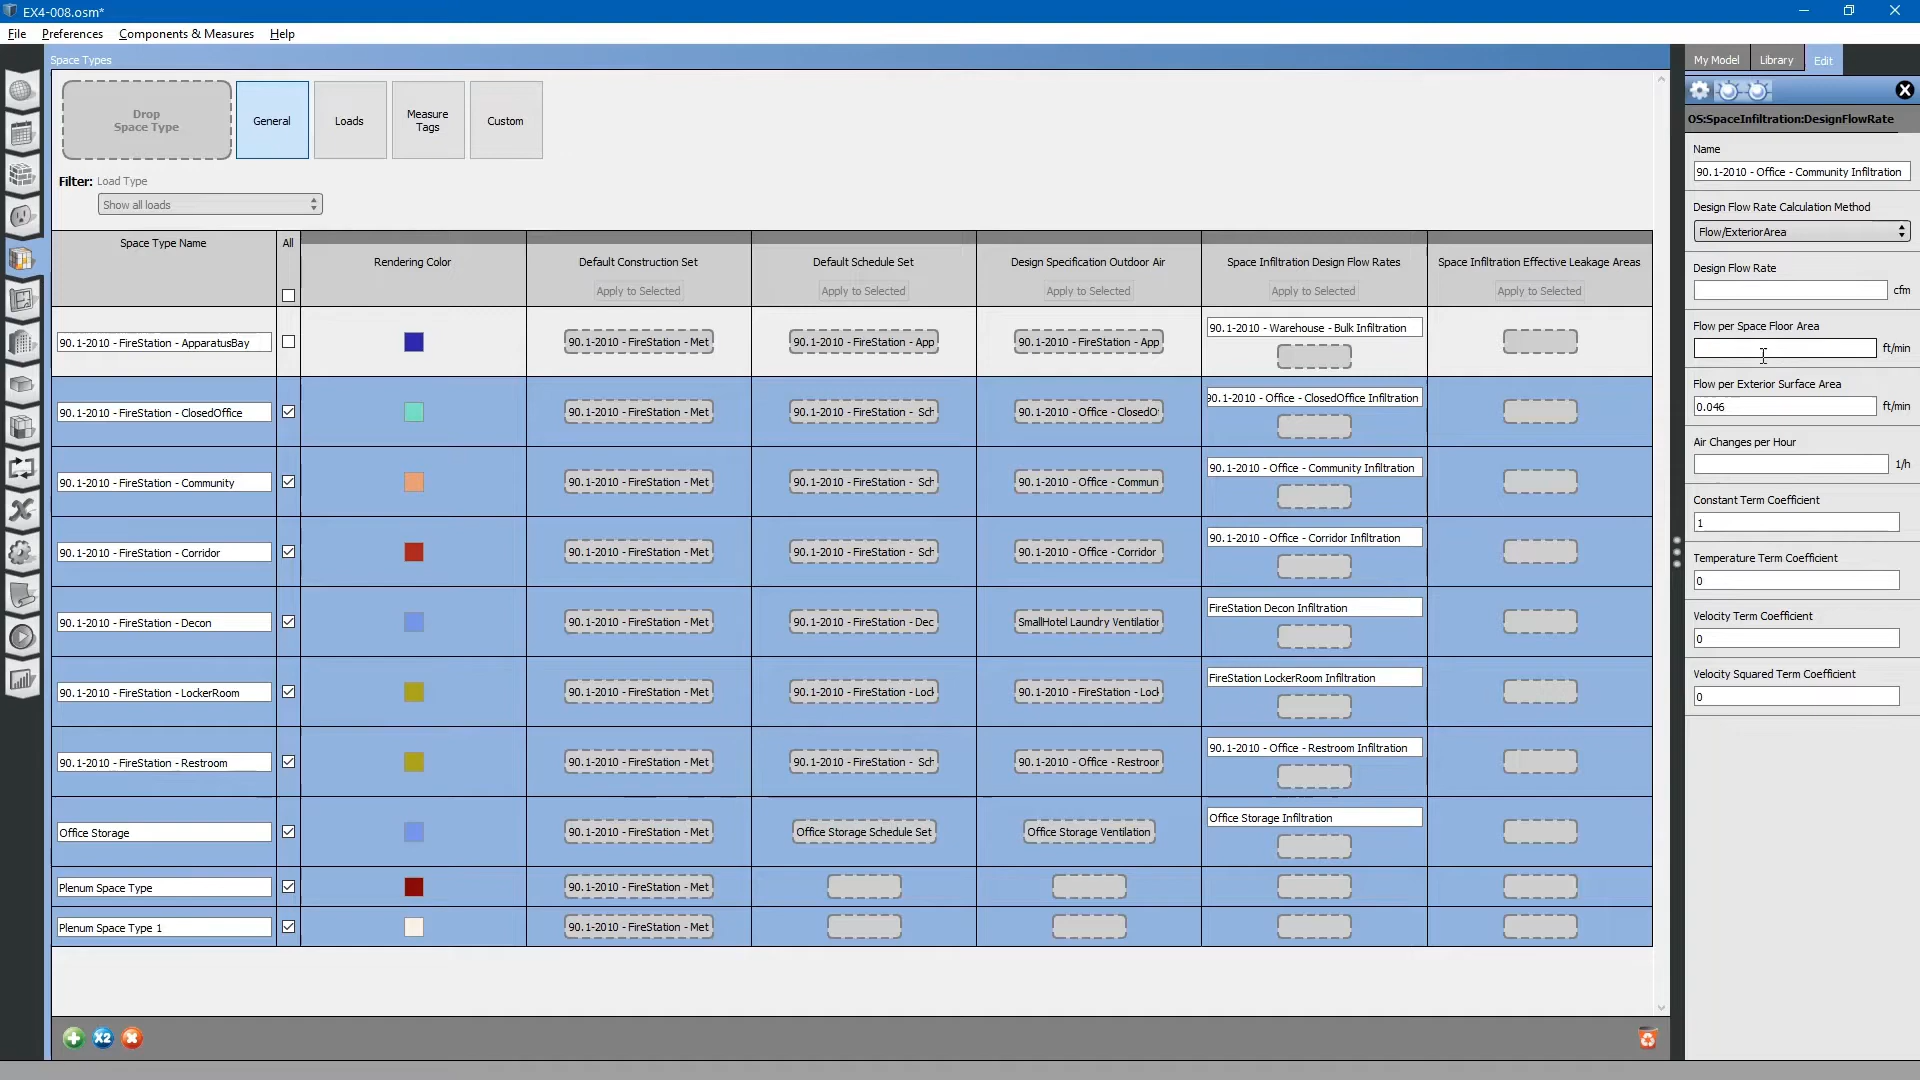 EX4-008.osm*
File Preferences Components & Measures Help
Space Types
My Model Library Edit
Drop
Space Type
General
Loads
Measure
Tags
Custom
Filter: Load Type
Show all loads
Space Type Name All Rendering Color Default Construction Set Default Schedule Set Design Specification Outdoor Air Space Infiltration Design Flow Rates Space Infiltration Effective Leakage Areas
Apply to Selected Apply to Selected Apply to Selected Apply to Selected Apply to Selected
90.1-2010 - FireStation - ApparatusBay 90.1-2010 - FireStation - Met 90.1-2010 - FireStation - App 90.1-2010 - FireStation - App 90.1-2010 - Warehouse - Bulk Infiltration
90.1-2010 - FireStation - ClosedOffice 90.1-2010 - FireStation - Met 90.1-2010 - FireStation - Sch 90.1-2010 - Office - ClosedO 90.1-2010 - Office - ClosedOffice Infiltration
90.1-2010 - FireStation - Community 90.1-2010 - FireStation - Met 90.1-2010 - FireStation - Sch 90.1-2010 - Office - Commun 90.1-2010 - Office - Community Infiltration
90.1-2010 - FireStation - Corridor 90.1-2010 - FireStation - Met 90.1-2010 - FireStation - Sch 90.1-2010 - Office - Corridor 90.1-2010 - Office - Corridor Infiltration
90.1-2010 - FireStation - Decon 90.1-2010 - FireStation - Met 90.1-2010 - FireStation - Dec SmallHotel Laundry Ventilation FireStation Decon Infiltration
90.1-2010 - FireStation - LockerRoom 90.1-2010 - FireStation - Met 90.1-2010 - FireStation - Lock 90.1-2010 - FireStation - Lock FireStation LockerRoom Infiltration
90.1-2010 - FireStation - Restroom 90.1-2010 - FireStation - Met 90.1-2010 - FireStation - Sch 90.1-2010 - Office - Restroor 90.1-2010 - Office - Restroom Infiltration
Office Storage 90.1-2010 - FireStation - Met Office Storage Schedule Set Office Storage Ventilation Office Storage Infiltration
Plenum Space Type 90.1-2010 - FireStation - Met
Plenum Space Type 1 90.1-2010 - FireStation - Met
X2
OS:SpaceInfiltration:DesignFlowRate
Name
90.1-2010 - Office - Community Infiltration
Design Flow Rate Calculation Method
Flow/ExteriorArea
Design Flow Rate
cfm
Flow per Space Floor Area
ft/min
Flow per Exterior Surface Area
0.046 ft/min
Air Changes per Hour
1/h
Constant Term Coefficient
1
Temperature Term Coefficient
0
Velocity Term Coefficient
0
Velocity Squared Term Coefficient
0